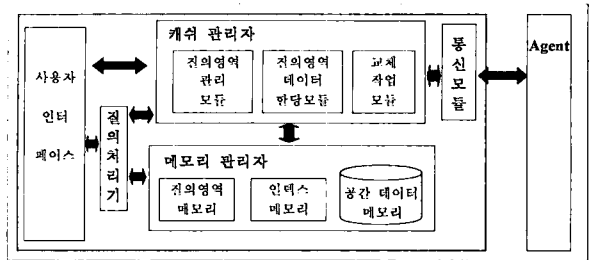 캐쉬 관리자
질의영역
관리
모듈
질의영역
데이터
한당모듈
교체
작업
모듈
통신모듈
Agent
사용자
인터
페이스
질의처리기
메모리 관리자
질의영역
매모리
인덱스
메모리
공간 데이터
메모리